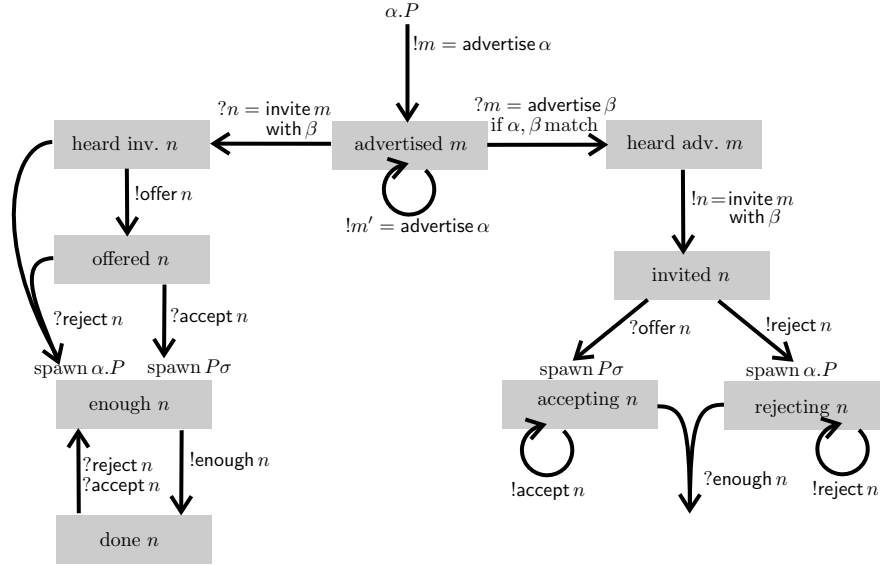 α.P
!m = advertise α
?n = invite m
with β
?m = advertise β
if α, β match
heard inv. n
advertised m
heard adv. m
!offer n
!m′ = advertise α
!n = invite m
with β
offered n
invited n
?reject n
?accept n
?offer n
!reject n
spawn α.P
spawn Pσ
spawn Pσ
spawn α.P
enough n
accepting n
rejecting n
?reject n
?accept n
!enough n
!accept n
?enough n
!reject n
done n